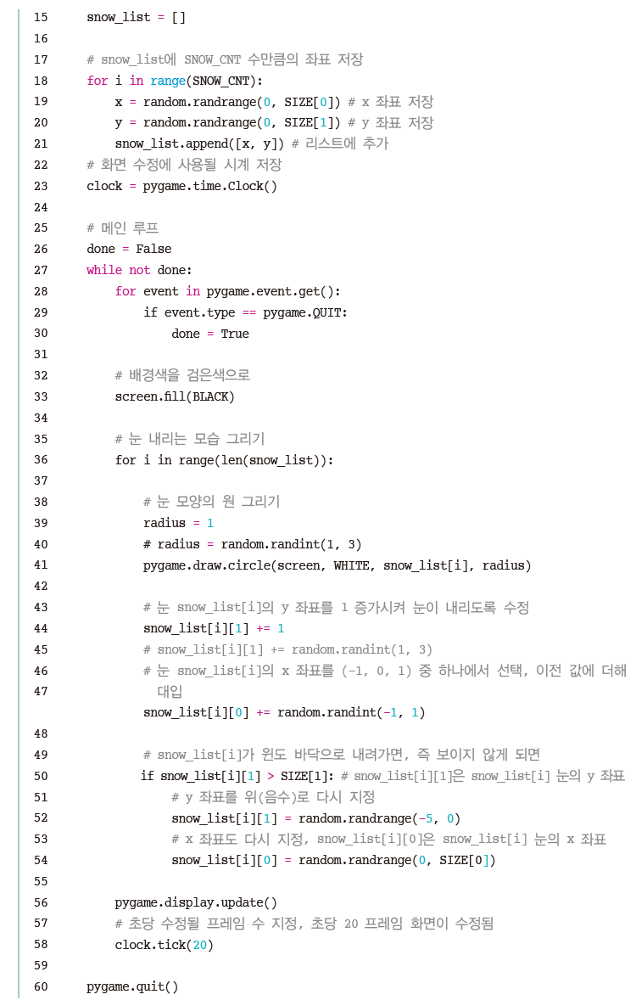 15 snow_list = []
16
17 # snow_list에 SNOW_CNT 수만큼의 좌표 저장
18 for i in range(SNOW_CNT):
19     x = random.randrange(0, SIZE[0]) # x 좌표 저장
20     y = random.randrange(0, SIZE[1]) # y 좌표 저장
21     snow_list.append([x, y]) # 리스트에 추가
22 # 화면 수정에 사용될 시계 저장
23 clock = pygame.time.Clock()
24
25 # 메인 루프
26 done = False
27 while not done:
28     for event in pygame.event.get():
29         if event.type == pygame.QUIT:
30             done = True
31
32     # 배경색을 검은색으로
33     screen.fill(BLACK)
34
35     # 눈 내리는 모습 그리기
36     for i in range(len(snow_list)):
37
38         # 눈 모양의 원 그리기
39         radius = 1
40         # radius = random.randint(1, 3)
41         pygame.draw.circle(screen, WHITE, snow_list[i], radius)
42
43         # 눈 snow_list[i]의 y 좌표를 1 증가시켜 눈이 내리도록 수정
44         snow_list[i][1] += 1
45         # snow_list[i][1] += random.randint(1, 3)
46         # 눈 snow_list[i]의 x 좌표를 (-1, 0, 1) 중 하나에서 선택, 이전 값에 더해
47           대입
        snow_list[i][0] += random.randint(-1, 1)
48
49         # snow_list[i]가 윈도 바닥으로 내려가면, 즉 보이지 않게 되면
50         if snow_list[i][1] > SIZE[1]: # snow_list[i][1]은 snow_list[i] 눈의 y 좌표
51             # y 좌표를 위(음수)로 다시 지정
52             snow_list[i][1] = random.randrange(-5, 0)
53             # x 좌표도 다시 지정, snow_list[i][0]은 snow_list[i] 눈의 x 좌표
54             snow_list[i][0] = random.randrange(0, SIZE[0])
55
56     pygame.display.update()
57     # 초당 수정될 프레임 수 지정, 초당 20 프레임 화면이 수정됨
58     clock.tick(20)
59
60 pygame.quit()